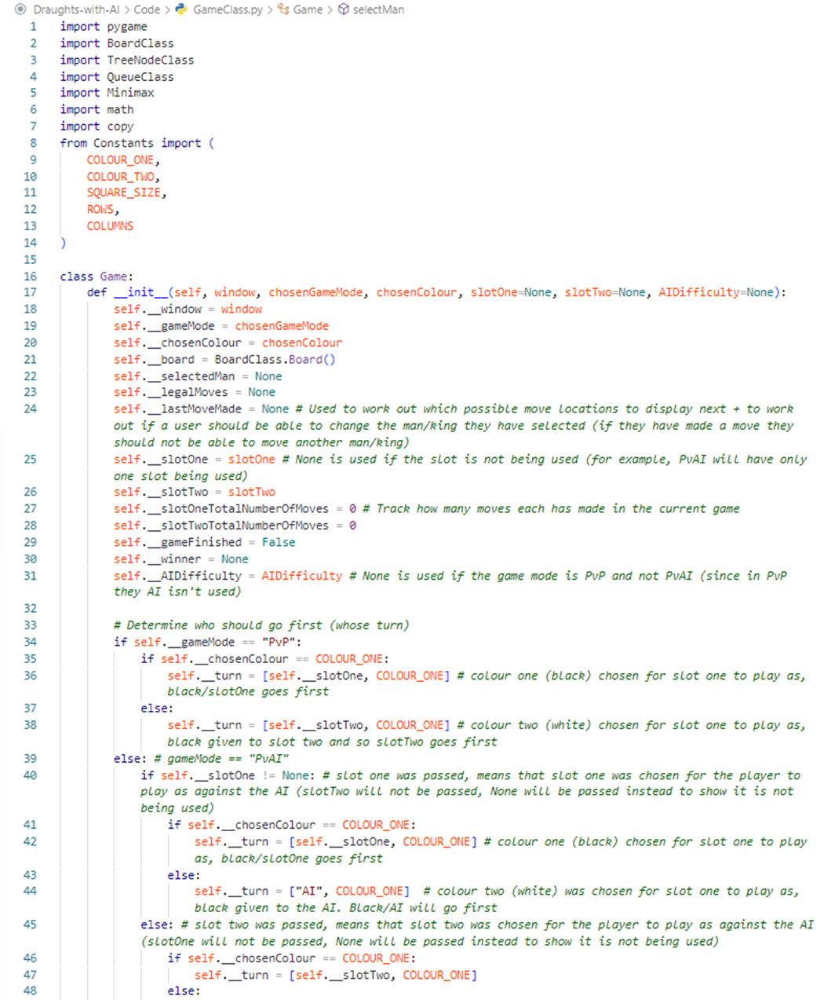 Draughts-with-AI > Code > GameClass.py > Game > selectMan
1 import pygame
2 import BoardClass
3 import TreeNodeClass
4 import QueueClass
5 import Minimax
6 import math
7 import copy
8 from Constants import (
9 COLOUR_ONE,
10 COLOUR_TWO,
11 SQUARE_SIZE,
12 ROWS,
13 COLUMNS
14 )
15
16 class Game:
17 def __init__(self, window, chosenGameMode, chosenColour, slotOne=None, slotTwo=None, AIDifficulty=None):
18 self.__window = window
19 self.__gameMode = chosenGameMode
20 self.__chosenColour = chosenColour
21 self.__board = BoardClass.Board()
22 self.__selectedMan = None
23 self.__legalMoves = None
24 self.__lastMoveMade = None # Used to work out which possible move locations to display next + to work
out if a user should be able to change the man/king they have selected (if they have made a move they
should not be able to move another man/king)
25 self.__slotOne = slotOne # None is used if the slot is not being used (for example, PvAI will have only
one slot being used)
26 self.__slotTwo = slotTwo
27 self.__slotOneTotalNumberOfMoves = 0 # Track how many moves each has made in the current game
28 self.__slotTwoTotalNumberOfMoves = 0
29 self.__gameFinished = False
30 self.__winner = None
31 self.__AIDifficulty = AIDifficulty # None is used if the game mode is PvP and not PvAI (since in PvP
they AI isn't used)
32
33 # Determine who should go first (whose turn)
34 if self.__gameMode == "PvP":
35 if self.__chosenColour == COLOUR_ONE:
36 self.__turn = [self.__slotOne, COLOUR_ONE] # colour one (black) chosen for slot one to play as,
black/slotOne goes first
37 else:
38 self.__turn = [self.__slotTwo, COLOUR_ONE] # colour two (white) chosen for slot one to play as,
black given to slot two and so slotTwo goes first
39 else: # gameMode == "PvAI"
40 if self.__slotOne != None: # slot one was passed, means that slot one was chosen for the player to
play as against the AI (slotTwo will not be passed, None will be passed instead to show it is not
being used)
41 if self.__chosenColour == COLOUR_ONE:
42 self.__turn = [self.__slotOne, COLOUR_ONE] # colour one (black) chosen for slot one to play
as, black/slotOne goes first
43 else:
44 self.__turn = ["AI", COLOUR_ONE]  # colour two (white) was chosen for slot one to play as,
black given to the AI. Black/AI will go first
45 else: # slot two was passed, means that slot two was chosen for the player to play as against the AI
(slotOne will not be passed, None will be passed instead to show it is not being used)
46 if self.__chosenColour == COLOUR_ONE:
47 self.__turn = [self.__slotTwo, COLOUR_ONE]
48 else: